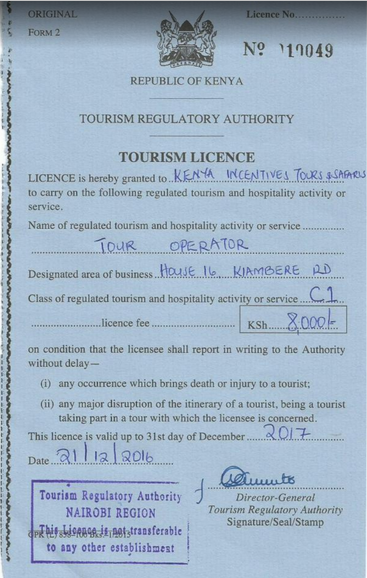 ORIGINAL Licence No.
FORM 2
No 19049
REPUBLIC OF KENYA
TOURISM REGULATORY AUTHORITY
TOURISM LICENCE
LICENCE is hereby granted to KENYA INCENTIVES TOURS & SAFARIS
to carry on the following regulated tourism and hospitality activity or
service.
Name of regulated tourism and hospitality activity or service
TOUR OPERATOR
Designated area of business HOUSE 16 KIAMBERE RD
Class of regulated tourism and hospitality activity or service C1
licence fee KSh 8,000/-
on condition that the licensee shall report in writing to the Authority
without delay—
(i) any occurrence which brings death or injury to a tourist;
(ii) any major disruption of the itinerary of a tourist, being a tourist
taking part in a tour with which the licensee is concerned.
This licence is valid up to 31st day of December 2017
Date 21/12/2016
Director-General
Tourism Regulatory Authority
Signature/Seal/Stamp
Tourism Regulatory Authority
NAIROBI REGION
This Licence is not transferable
to any other establishment